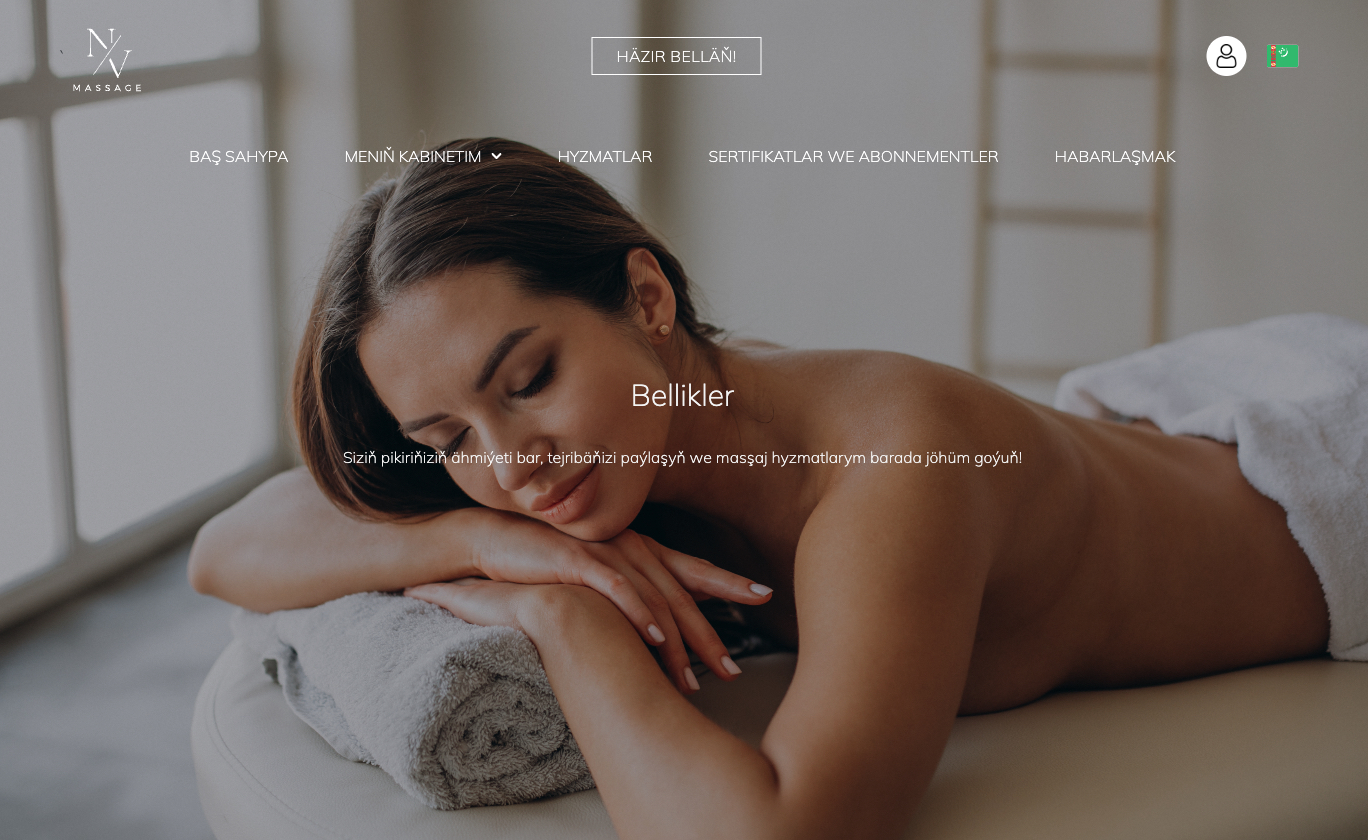 NV
MASSAGE
HÄZIR BELLÄŇ!
BAŞ SAHYPA
MENIŇ KABINETIM
HYZMATLAR
SERTIFIKATLAR WE ABONNEMENTLER
HABARLAŞMAK
Bellikler
Siziň pikiriňiziň ähmiýeti bar, tejribäňizi paýlaşyň we massaj hyzmatlarym barada jöhüm goýuň!